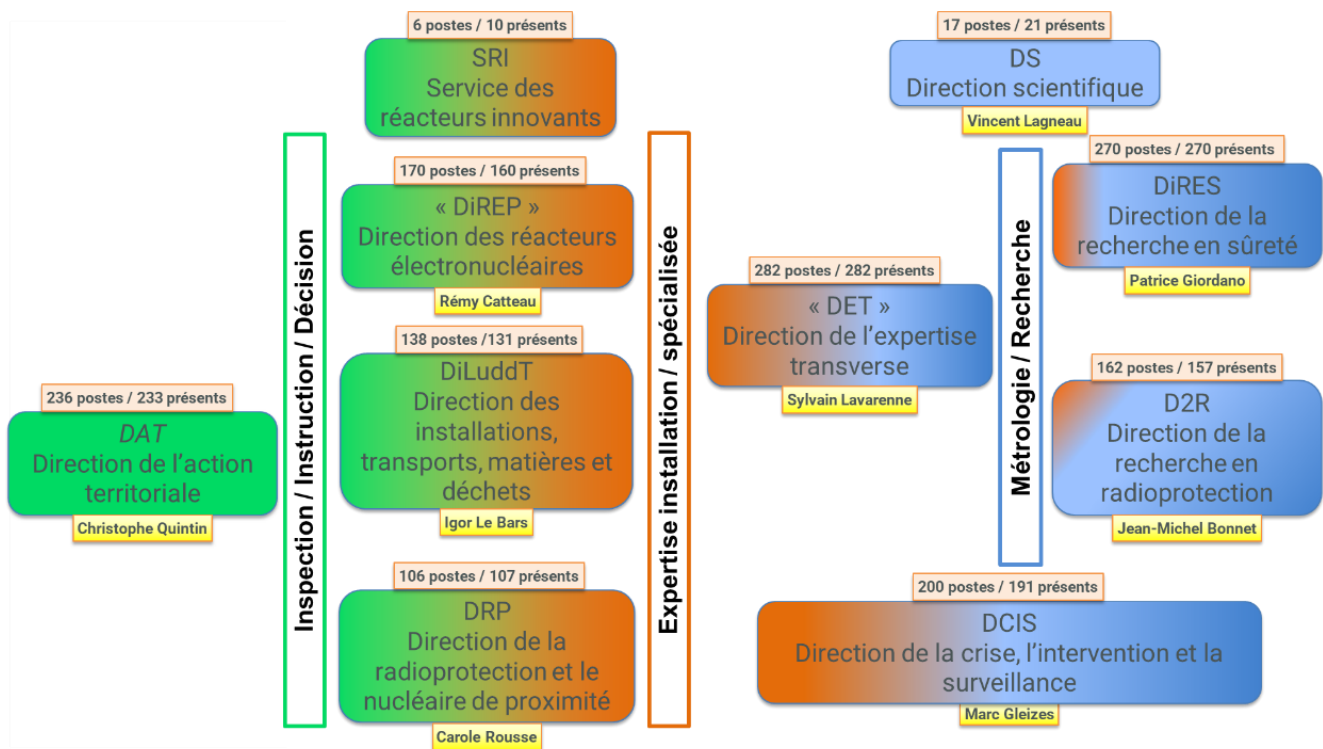 6 postes / 10 présents
SRI
Service des
réacteurs innovants
17 postes / 21 présents
DS
Direction scientifique
Vincent Lagneau
Inspection / Instruction / Décision
170 postes / 160 présents
« DiREP »
Direction des réacteurs
électronucléaires
Rémy Catteau
Expertise installation / spécialisée
Métrologie / Recherche
270 postes / 270 présents
DiRES
Direction de la
recherche en sûreté
Patrice Giordano
282 postes / 282 présents
« DET »
Direction de l'expertise
transverse
Sylvain Lavarenne
138 postes /131 présents
DiLuddT
Direction des
installations,
transports, matières et
déchets
Igor Le Bars
236 postes / 233 présents
DAT
Direction de l'action
territoriale
Christophe Quintin
162 postes / 157 présents
D2R
Direction de la
recherche en
radioprotection
Jean-Michel Bonnet
106 postes / 107 présents
DRP
Direction de la
radioprotection et le
nucléaire de proximité
Carole Rousse
200 postes / 191 présents
DCIS
Direction de la crise, l'intervention et la
surveillance
Marc Gleizes